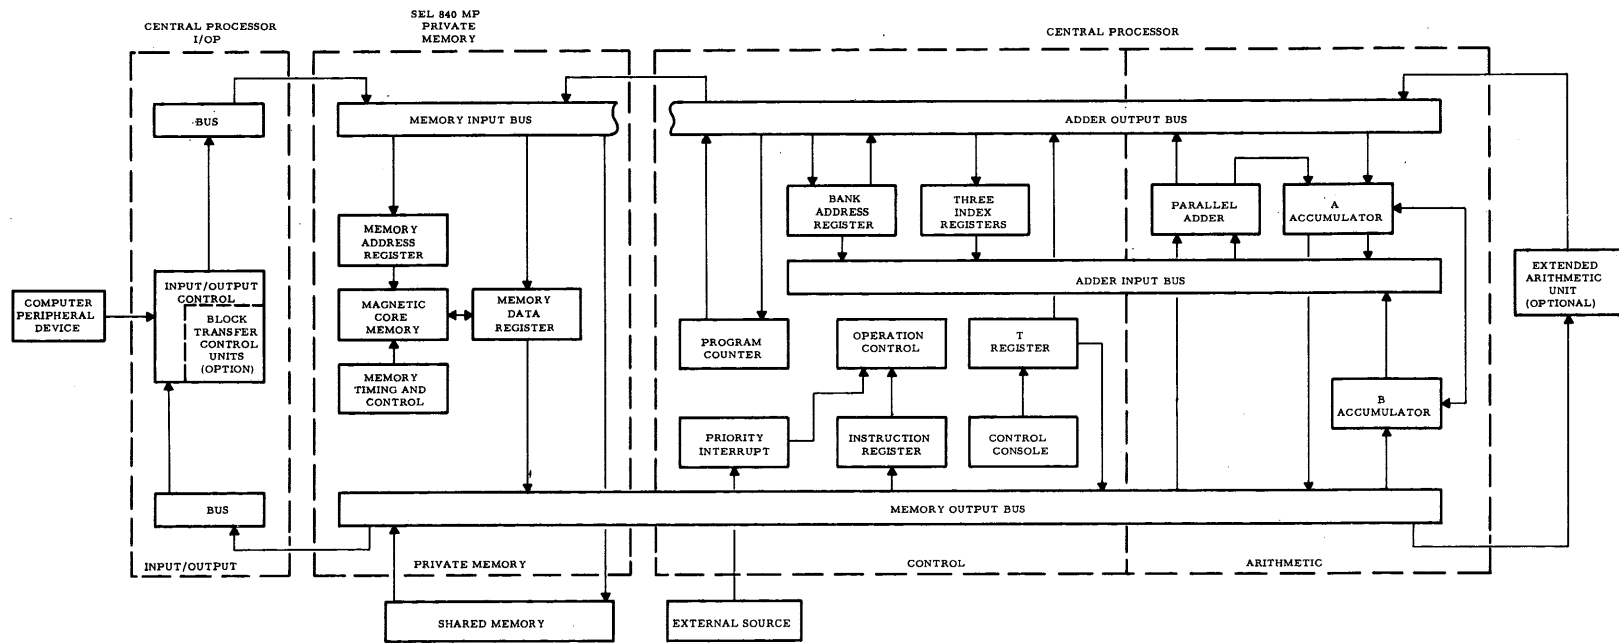 SEL 840 MP
PRIVATE
MEMORY
CENTRAL PROCESSOR
I/OP
CENTRAL PROCESSOR
BUS
MEMORY INPUT BUS
ADDER OUTPUT BUS
BANK
ADDRESS
REGISTER
THREE
INDEX
REGISTERS
PARALLEL
ADDER
A
ACCUMULATOR
MEMORY
ADDRESS
REGISTER
INPUT/OUTPUT
CONTROL
BLOCK
TRANSFER
CONTROL
UNITS
(OPTION)
COMPUTER
PERIPHERAL
DEVICE
MAGNETIC
CORE
MEMORY
MEMORY
DATA
REGISTER
ADDER INPUT BUS
EXTENDED
ARITHMETIC
UNIT
(OPTIONAL)
PROGRAM
COUNTER
OPERATION
CONTROL
T
REGISTER
MEMORY
TIMING AND
CONTROL
B
ACCUMULATOR
PRIORITY
INTERRUPT
INSTRUCTION
REGISTER
CONTROL
CONSOLE
BUS
MEMORY OUTPUT BUS
INPUT/OUTPUT
PRIVATE MEMORY
CONTROL
ARITHMETIC
SHARED MEMORY
EXTERNAL SOURCE